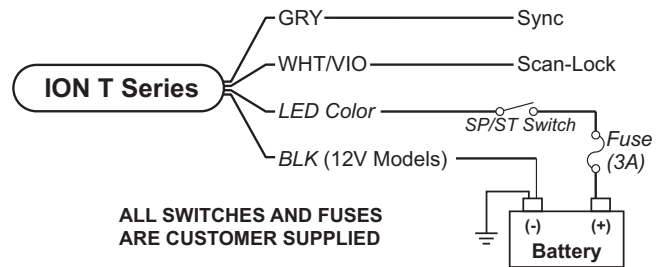 GRY Sync
ION T Series
WHT/VIO Scan-Lock
LED Color
SP/ST Switch
Fuse
(3A)
BLK (12V Models)
ALL SWITCHES AND FUSES
ARE CUSTOMER SUPPLIED
(-) (+)
Battery